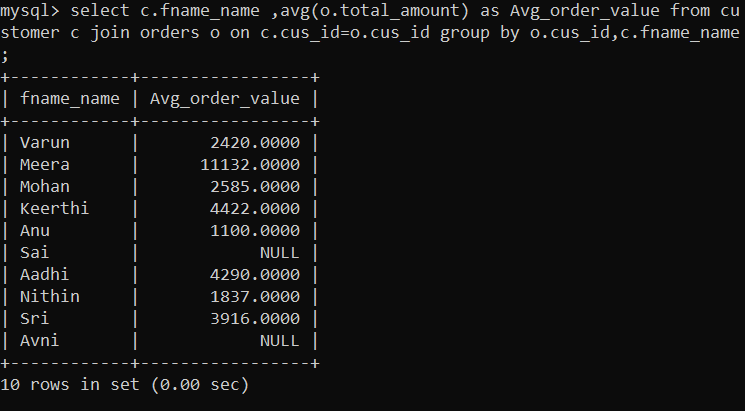 mysql> select c.fname_name ,avg(o.total_amount) as Avg_order_value from cu
stomer c join orders o on c.cus_id=o.cus_id group by o.cus_id,c.fname_name
;
+------------+-----------------+
| fname_name | Avg_order_value |
+------------+-----------------+
| Varun      |       2420.0000 |
| Meera      |      11132.0000 |
| Mohan      |       2585.0000 |
| Keerthi    |       4422.0000 |
| Anu        |       1100.0000 |
| Sai        |            NULL |
| Aadhi      |       4290.0000 |
| Nithin     |       1837.0000 |
| Sri        |       3916.0000 |
| Avni       |            NULL |
+------------+-----------------+
10 rows in set (0.00 sec)